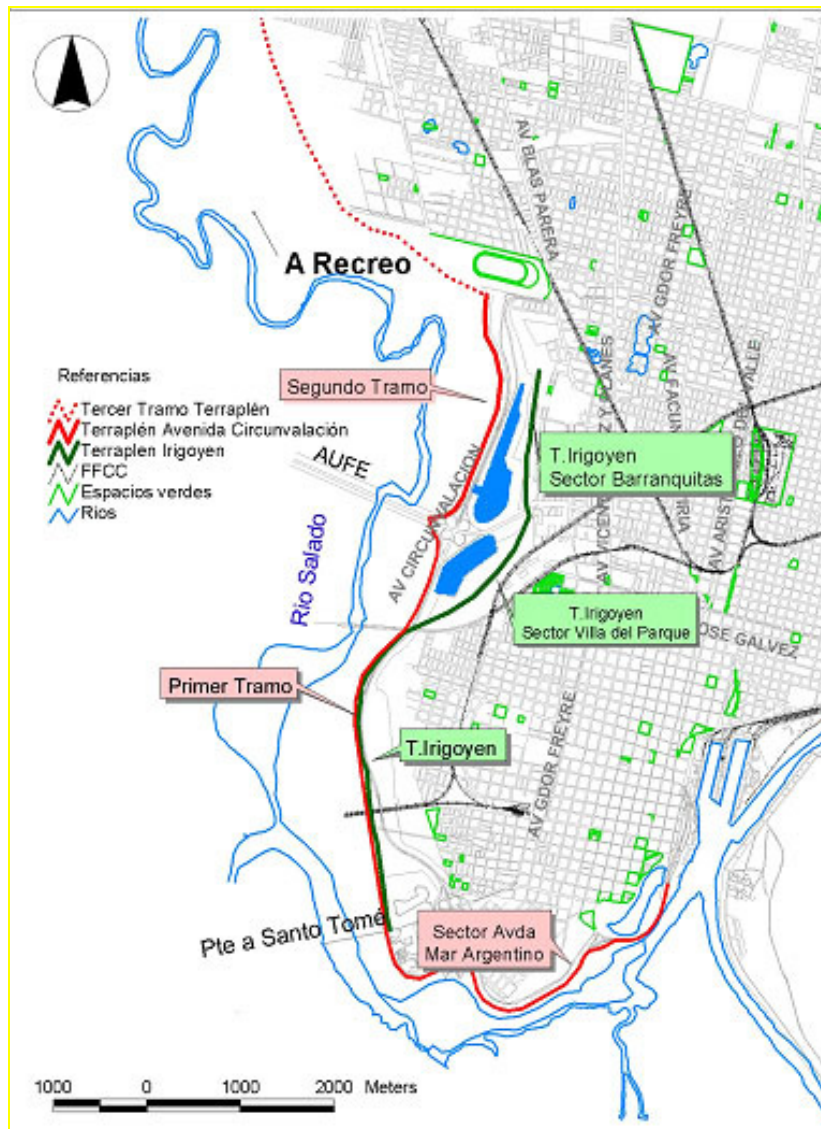 AV BLAS PARERA
AV GDOR FREYRE
A Recreo
Referencias
Tercer Tramo Terraplén
Terraplén Avenida Circunvalación
Terraplen Irigoyen
FFCC
Espacios verdes
Rios
Segundo Tramo
AUFE
AV CIRCUNVALACION
T.Irigoyen
Sector Barranquitas
Rio Salado
T.Irigoyen
Sector Villa del Parque
OSE GALVEZ
Primer Tramo
T.Irigoyen
AV GDOR FREYRE
Pte a Santo Tomé
Sector Avda
Mar Argentino
1000 0 1000 2000 Meters